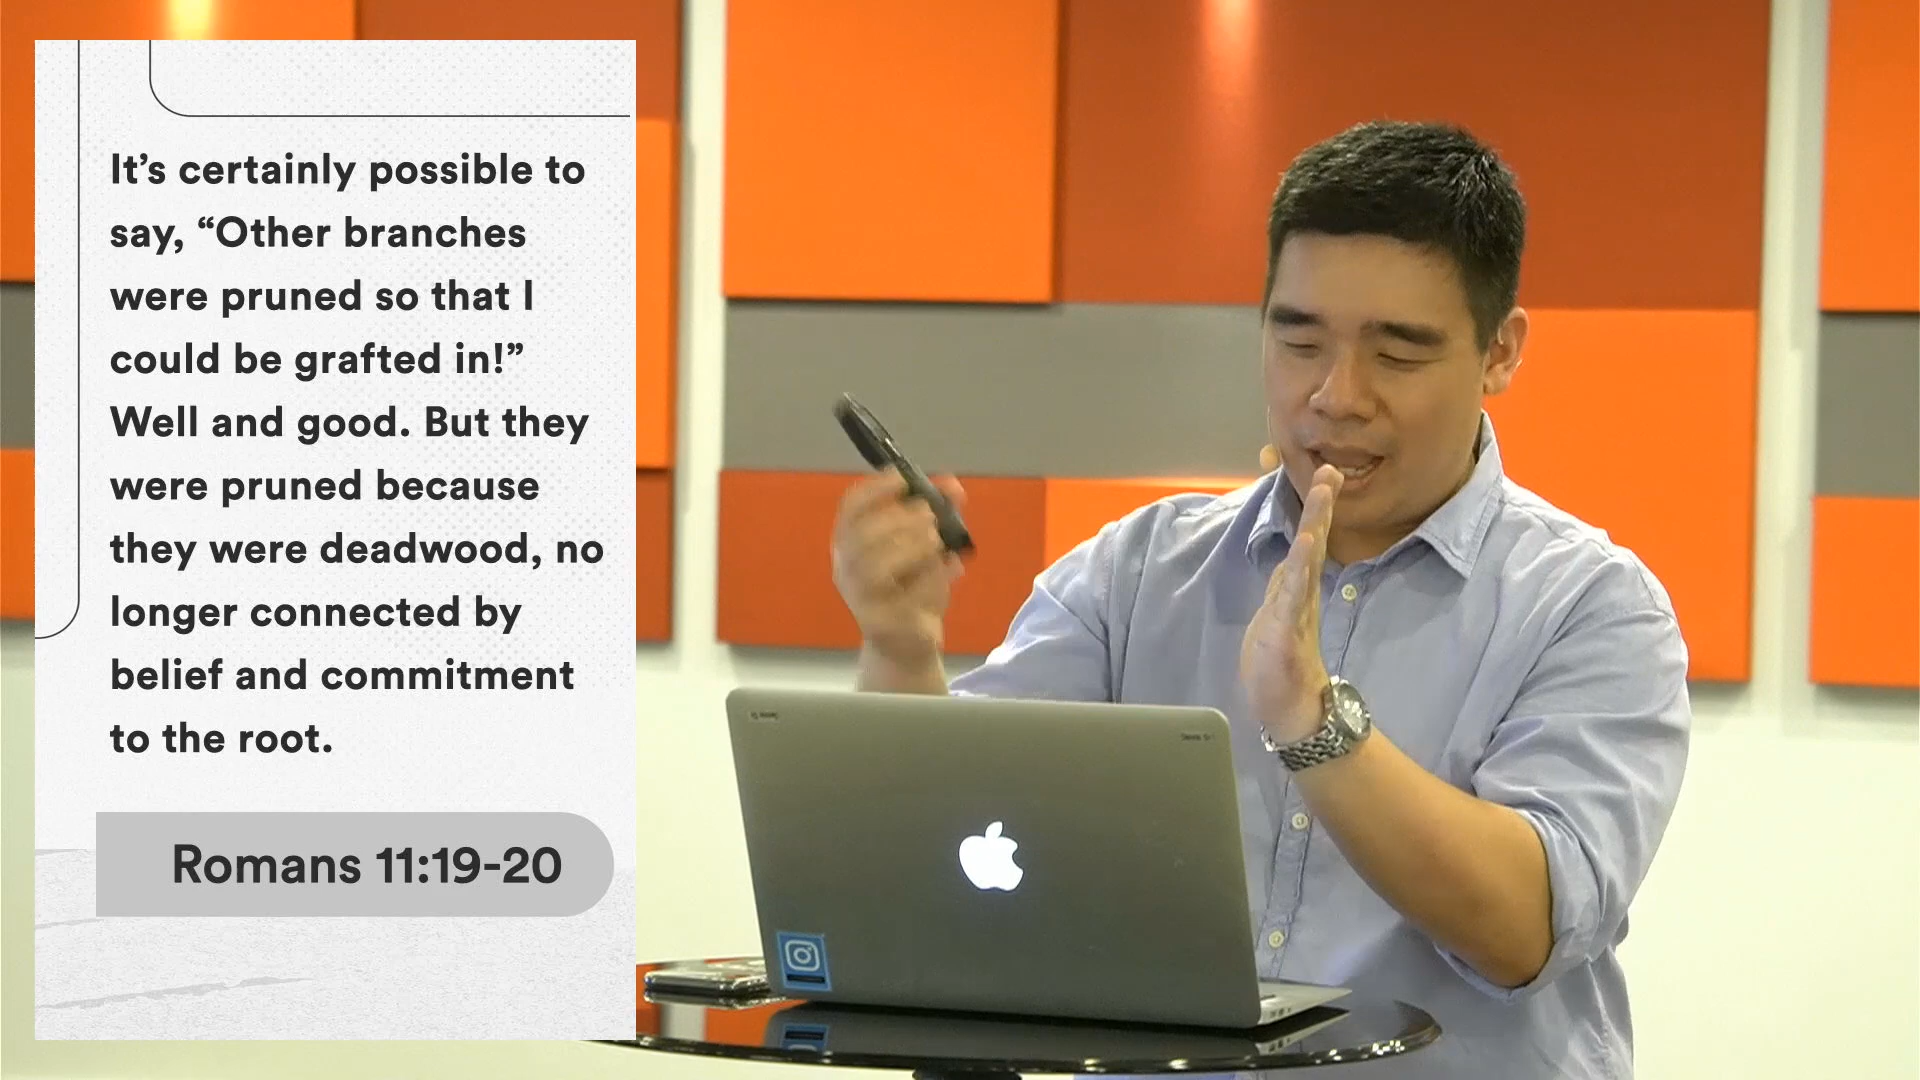 It’s certainly possible to
say, “Other branches
were pruned so that I
could be grafted in!”
Well and good. But they
were pruned because
they were deadwood, no
longer connected by
belief and commitment
to the root.
Romans 11:19-20